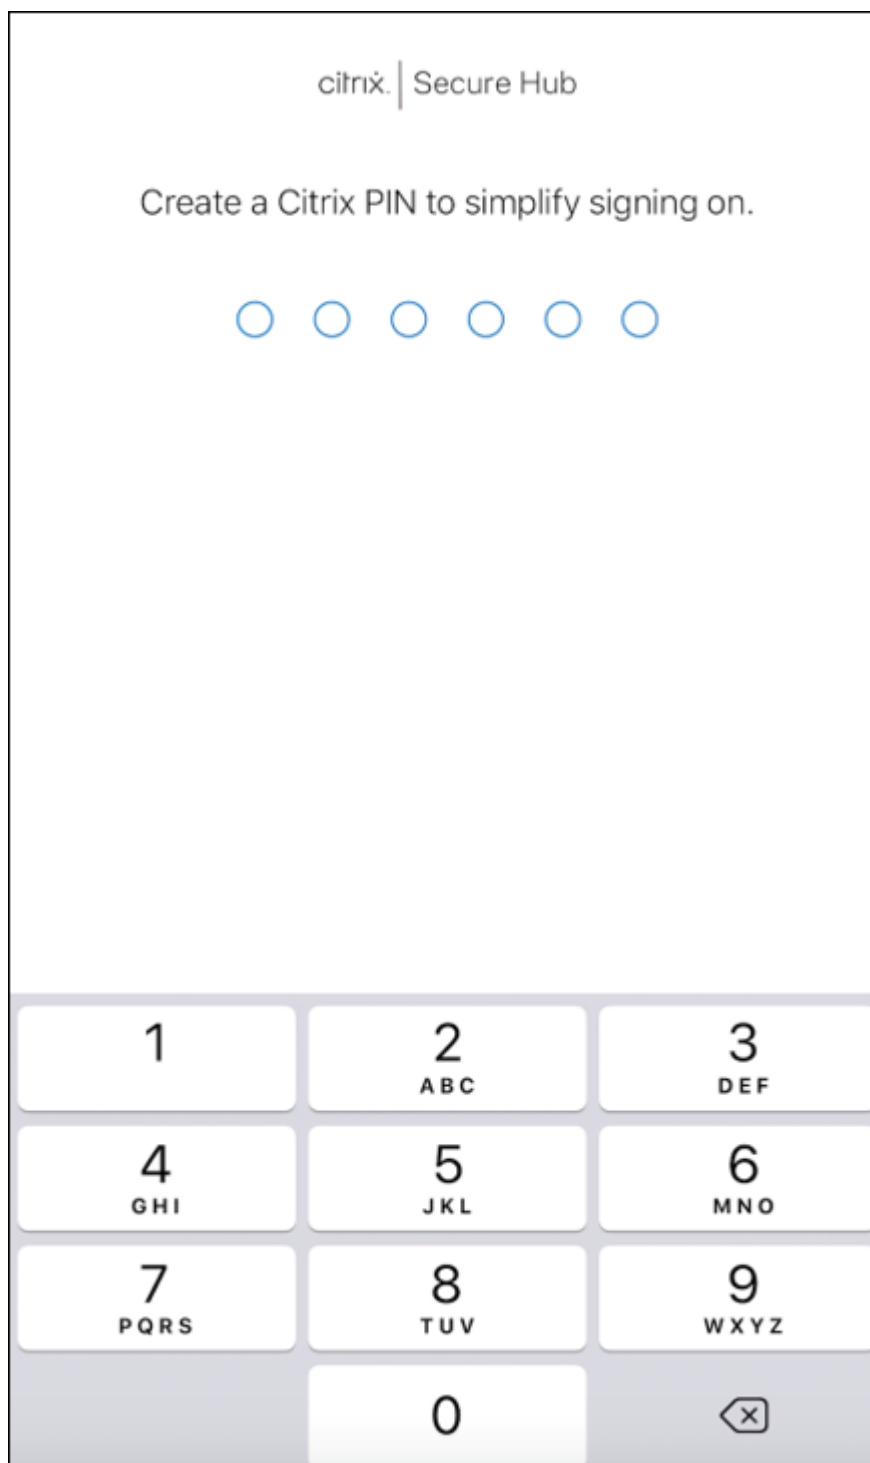 citrix. | Secure Hub
Create a Citrix PIN to simplify signing on.
1
2
ABC
3
DEF
4
GHI
5
JKL
6
MNO
7
PQRS
8
TUV
9
WXYZ
0